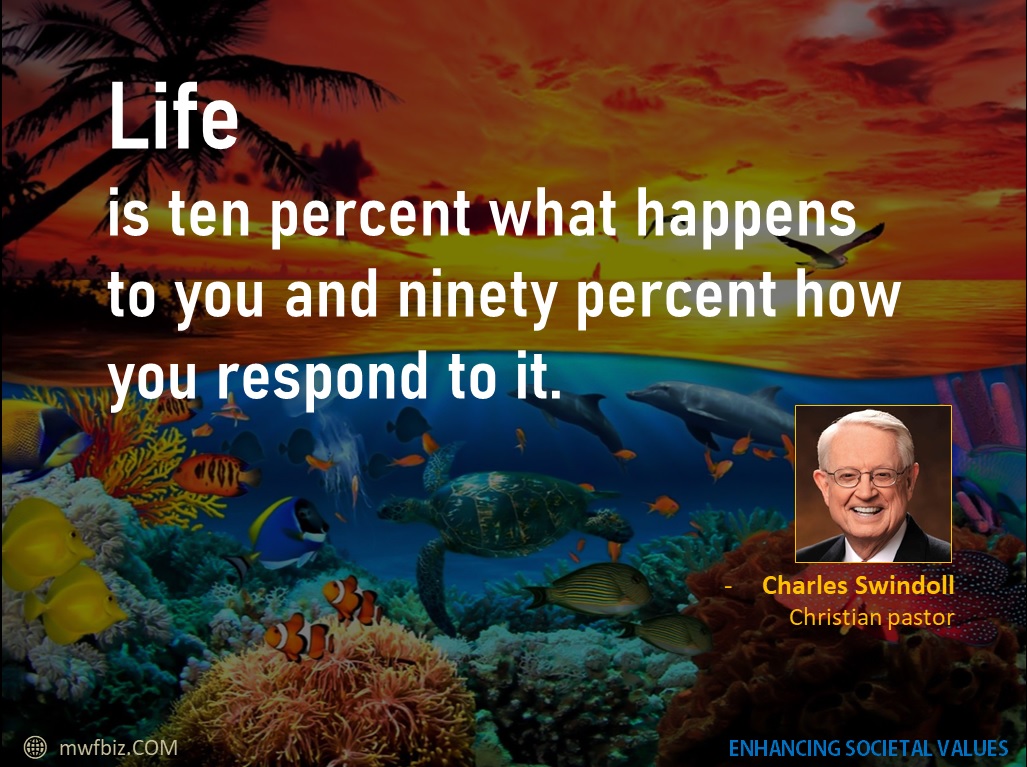 Life
is ten percent what happens
to you and ninety percent how
you respond to it.
- Charles Swindoll
Christian pastor
mwfbiz.COM
ENHANCING SOCIETAL VALUES